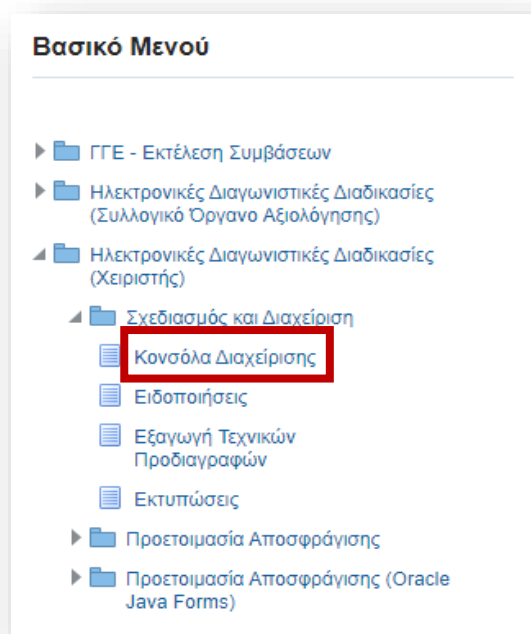 Βασικό Μενού
ΓΓΕ - Εκτέλεση Συμβάσεων
Ηλεκτρονικές Διαγωνιστικές Διαδικασίες
(Συλλογικό Όργανο Αξιολόγησης)
Ηλεκτρονικές Διαγωνιστικές Διαδικασίες
(Χειριστής)
Σχεδιασμός και Διαχείριση
Κονσόλα Διαχείρισης
Ειδοποιήσεις
Εξαγωγή Τεχνικών
Προδιαγραφών
Εκτυπώσεις
Προετοιμασία Αποσφράγισης
Προετοιμασία Αποσφράγισης (Oracle
Java Forms)